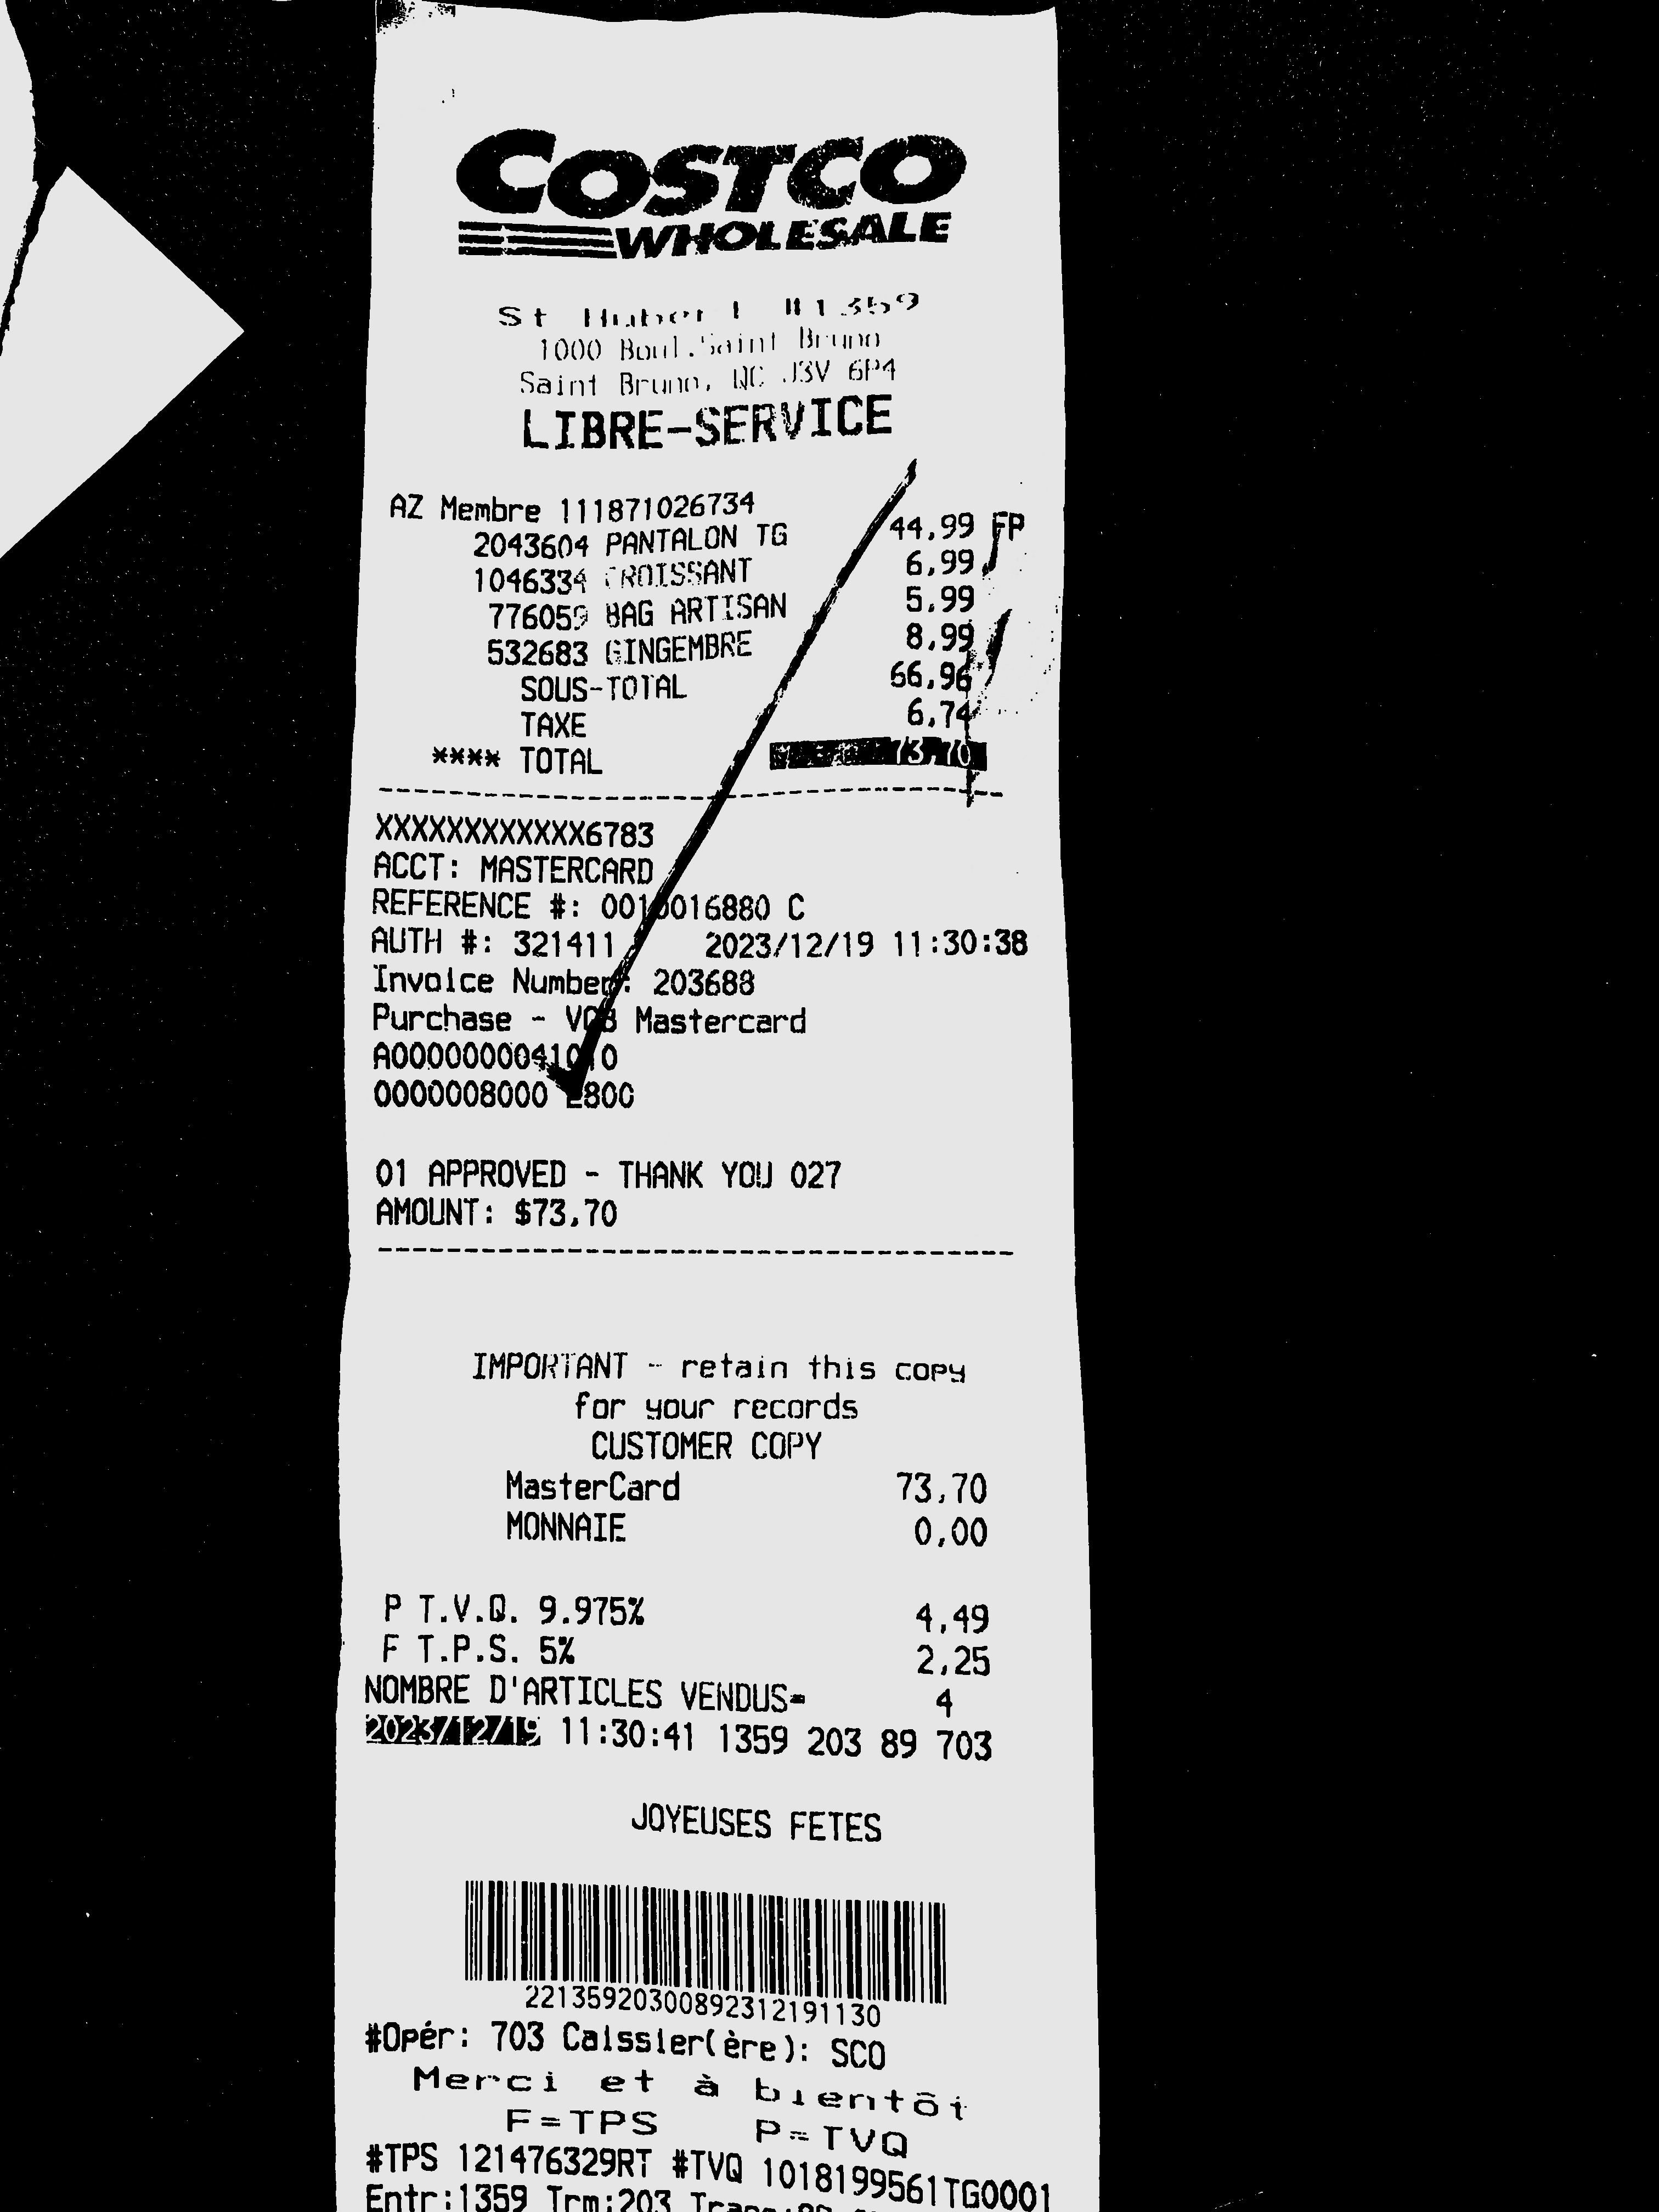 COSTCO
WHOLESALE
St Hubert #1359
1000 Boul.Saint Bruno
Saint Bruno, QC J3V 6P4
LIBRE-SERVICE
AZ Membre 111871026734
2043604 PANTALON TG 44,99 FP
1046334 CROISSANT 6,99
776059 BAG ARTISAN 5,99
532683 GINGEMBRE 8,99
SOUS-TOTAL 66,96
TAXE 6,74
**** TOTAL 73,70
XXXXXXXXXXXX6783
ACCT: MASTERCARD
REFERENCE #: 0010016880 C
AUTH #: 321411 2023/12/19 11:30:38
Invoice Number: 203688
Purchase - Mastercard
A0000000041010
0000008000 E800
01 APPROVED - THANK YOU 027
AMOUNT: $73,70
IMPORTANT - retain this copy
for your records
CUSTOMER COPY
MasterCard 73,70
MONNAIE 0,00
P T.V.Q. 9.975% 4,49
F T.P.S. 5% 2,25
NOMBRE D'ARTICLES VENDUS= 4
2023/12/19 11:30:41 1359 203 89 703
JOYEUSES FETES
22135920300892312191130
#Opér: 703 Caissier(ère): SCO
Merci et à bientôt
F=TPS P=TVQ
#TPS 121476329RT #TVQ 1018199561TG0001
Entr:1359 Trm:203